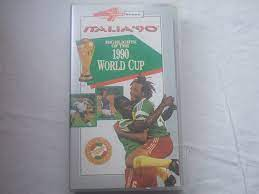 ITALIA '90
HIGHLIGHTS
OF THE
1990
WORLD CUP